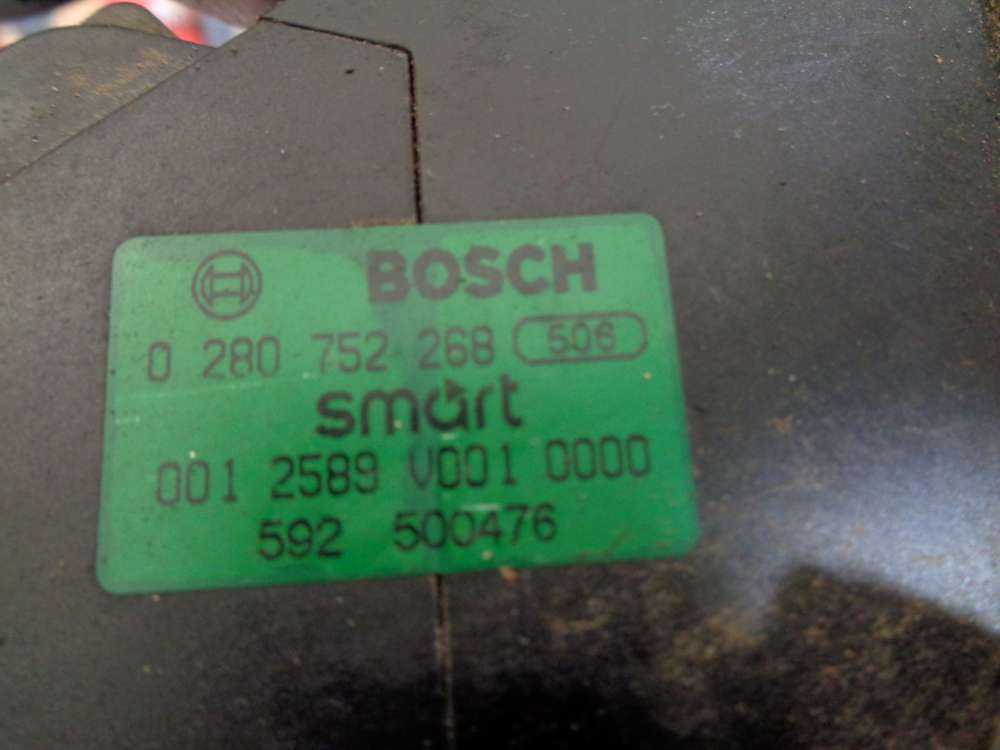 BOSCH
0 280 752 268 506
smart
001 2589 V001 0000
592 500476